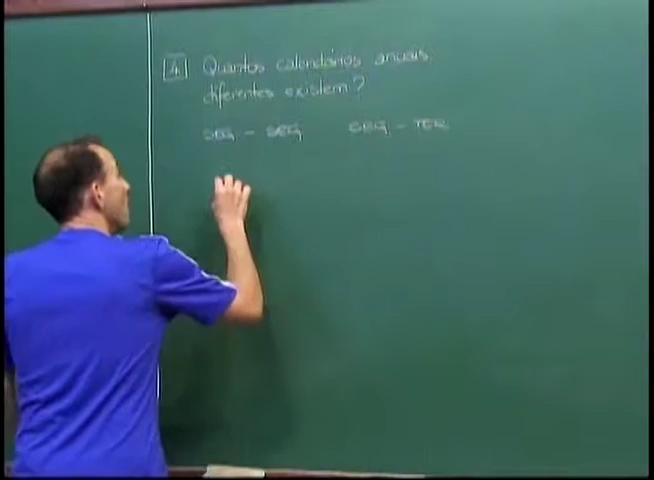 4 Quantos calendários anuais
diferentes existem?
SEG - SEG SEG - TER